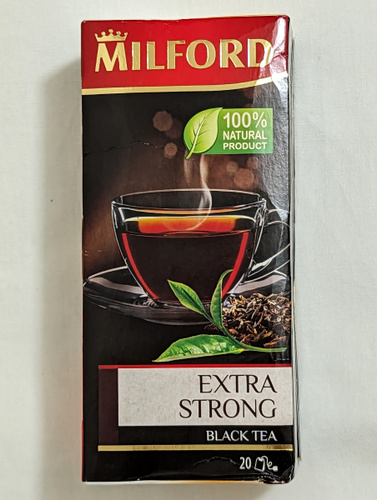 MILFORD
100%
NATURAL
PRODUCT
EXTRA
STRONG
BLACK TEA
20